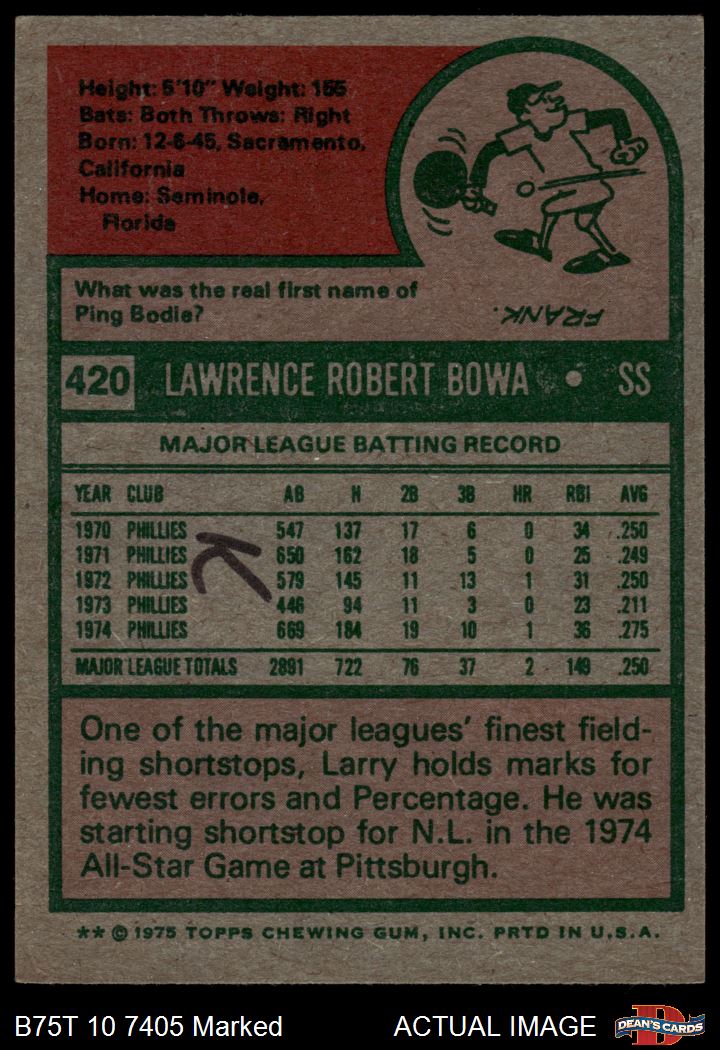 Height: 5'10" Weight: 155
Bats: Both Throws: Right
Born: 12-6-45, Sacramento,
California
Home: Seminole,
Florida
What was the real first name of
Ping Bodie?
FRANK.
420 LAWRENCE ROBERT BOWA • SS
MAJOR LEAGUE BATTING RECORD
YEAR CLUB AB H 2B 3B HR RBI AVG
1970 PHILLIES 547 137 17 6 0 34 .250
1971 PHILLIES 650 162 18 5 0 25 .249
1972 PHILLIES 579 145 11 13 1 31 .250
1973 PHILLIES 446 94 11 3 0 23 .211
1974 PHILLIES 669 184 19 10 1 36 .275
MAJOR LEAGUE TOTALS 2891 722 76 37 2 149 .250
K
One of the major leagues' finest field-
ing shortstops, Larry holds marks for
fewest errors and Percentage. He was
starting shortstop for N.L. in the 1974
All-Star Game at Pittsburgh.
** © 1975 TOPPS CHEWING GUM, INC. PRTD IN U.S.A.
B75T 10 7405 Marked ACTUAL IMAGE
D
DEAN'S CARDS